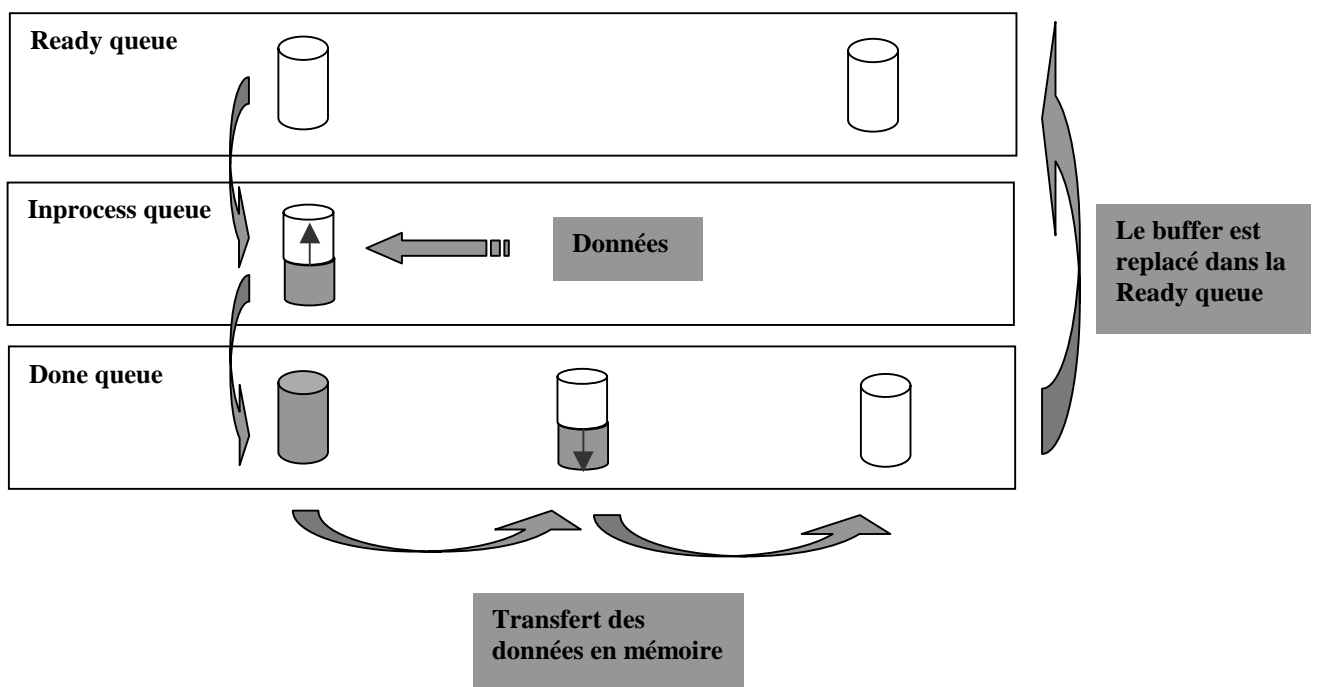 Ready queue
Inprocess queue
Données
Le buffer est
replacé dans la
Ready queue
Done queue
Transfert des
données en mémoire